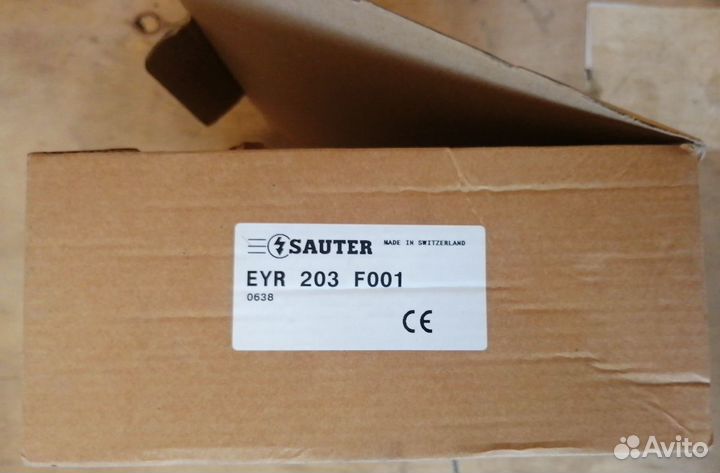 SAUTER MADE IN SWITZERLAND
EYR 203 F001
0638
CE
Avito